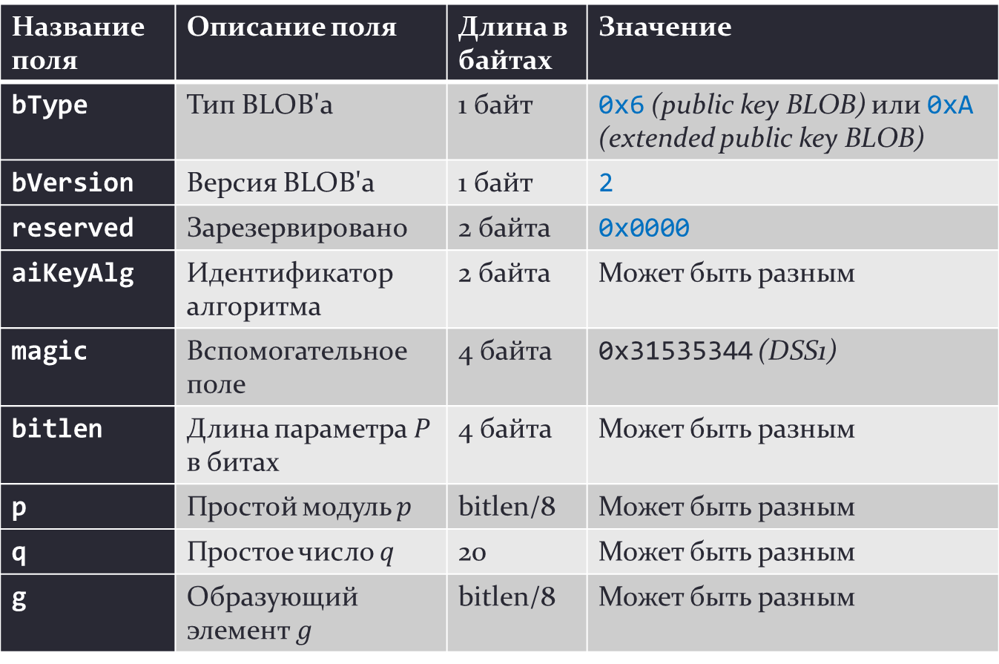 Название поля Описание поля Длина в байтах Значение
bType Тип BLOB'а 1 байт 0x6 (public key BLOB) или 0xA (extended public key BLOB)
bVersion Версия BLOB'а 1 байт 2
reserved Зарезервировано 2 байта 0x0000
aiKeyAlg Идентификатор алгоритма 2 байта Может быть разным
magic Вспомогательное поле 4 байта 0x31535344 (DSS1)
bitlen Длина параметра P в битах 4 байта Может быть разным
p Простой модуль p bitlen/8 Может быть разным
q Простое число q 20 Может быть разным
g Образующий элемент g bitlen/8 Может быть разным